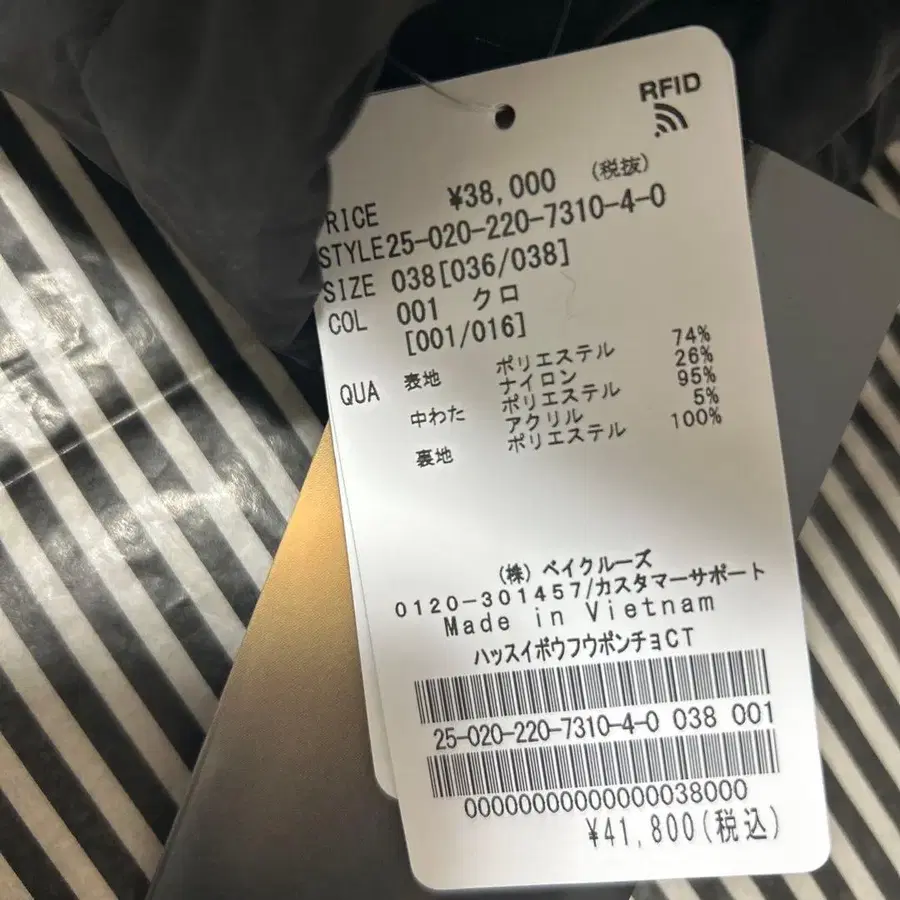 RFID
RICE ¥38,000 (税抜)
STYLE 25-020-220-7310-4-0
SIZE 038[036/038]
COL 001 クロ
[001/016]
QUA 表地 ポリエステル 74%
ナイロン 26%
中わた ポリエステル 95%
アクリル 5%
裏地 ポリエステル 100%
(株) ベイクルーズ
0120-301457/カスタマーサポート
Made in Vietnam
ハッスイボウフウポンチョCT
25-020-220-7310-4-0 038 001
00000000000000038000
¥41,800(税込)